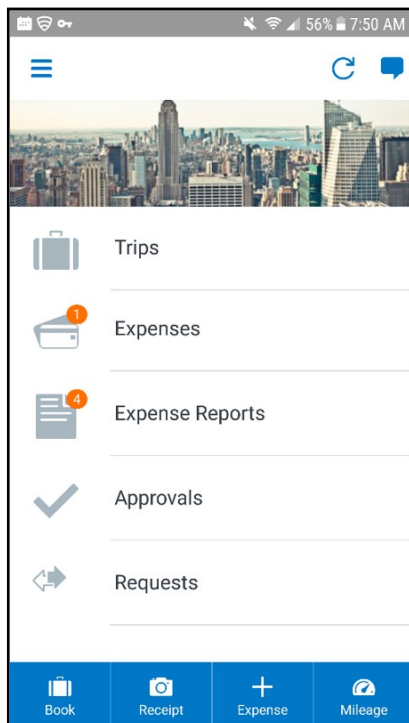 56% 7:50 AM
Trips
1
Expenses
4
Expense Reports
Approvals
Requests
Book Receipt Expense Mileage